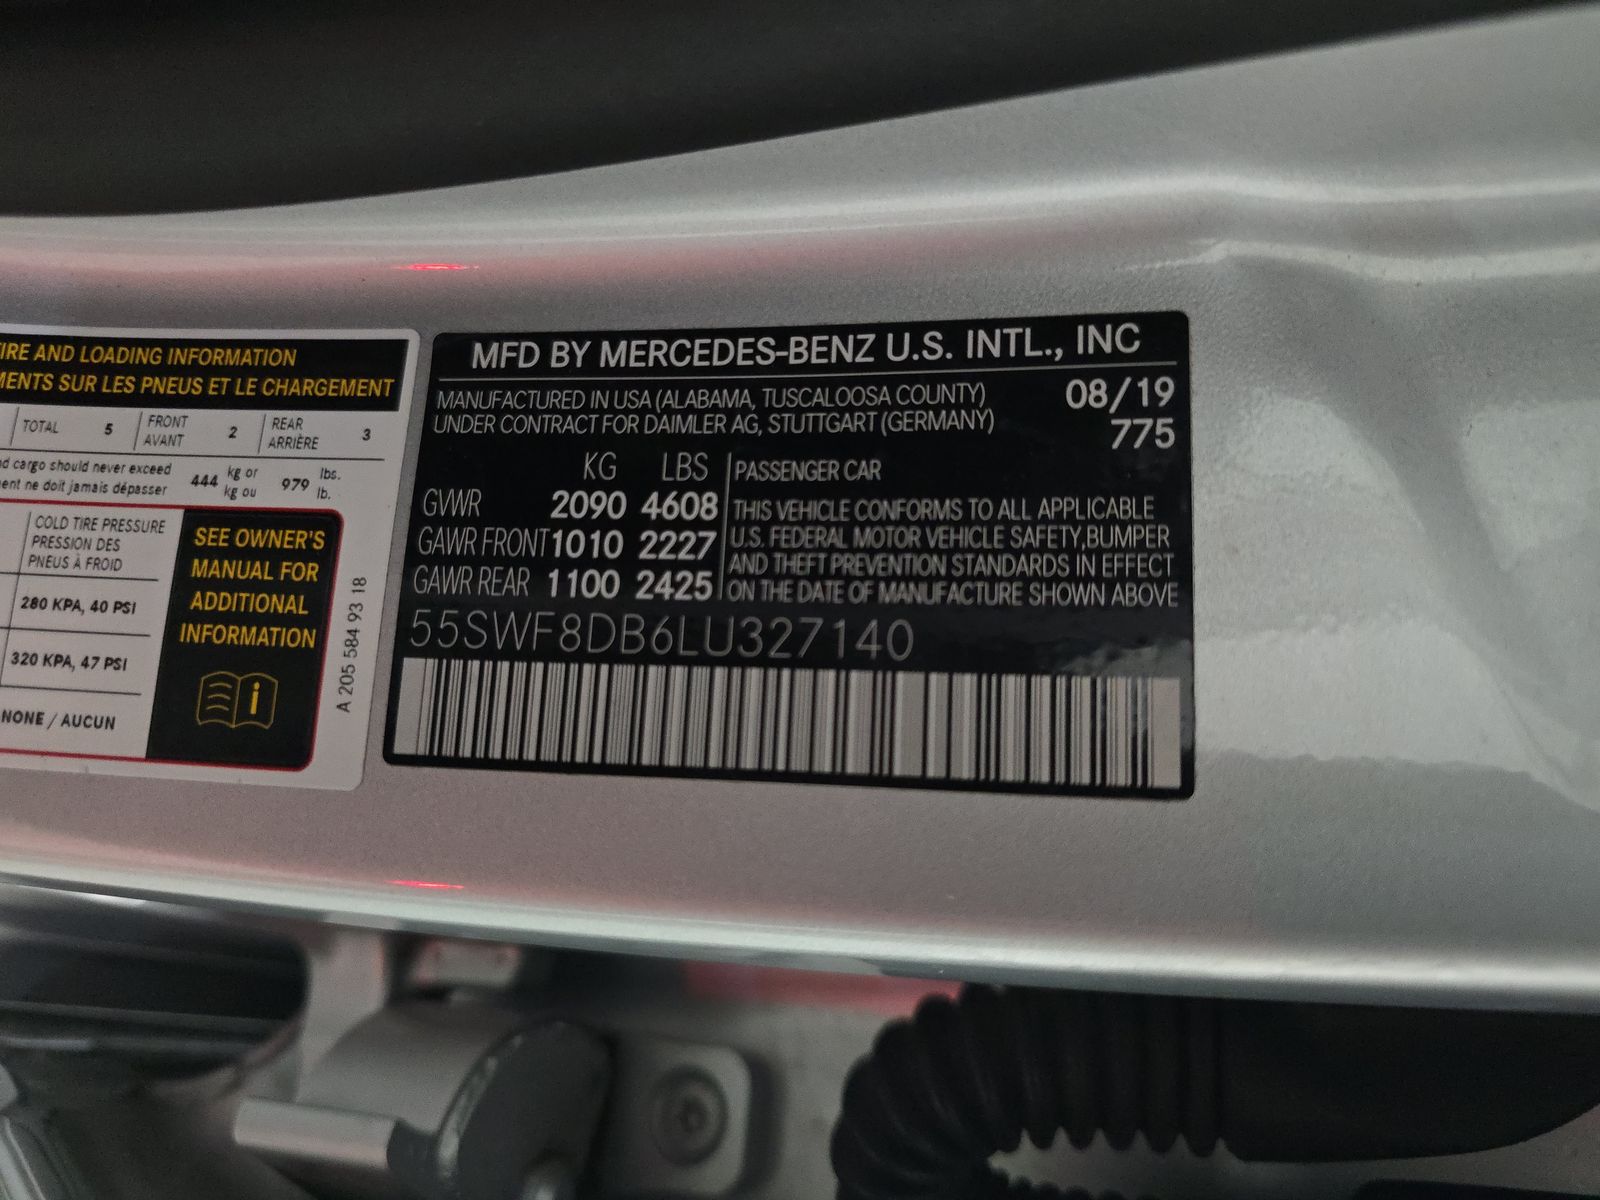 TIRE AND LOADING INFORMATION
SUR LES PNEUS ET LE CHARGEMENT
TOTAL 5 FRONT AVANT 2 REAR ARRIÈRE 3
cargo should never exceed 444 kg or 979 lbs.
ne doit jamais dépasser kg ou lb.
COLD TIRE PRESSURE
PRESSION DES
PNEUS À FROID
280 KPA, 40 PSI
320 KPA, 47 PSI
NONE / AUCUN
SEE OWNER'S
MANUAL FOR
ADDITIONAL
INFORMATION
i
A 205 584 93 18
MFD BY MERCEDES-BENZ U.S. INTL., INC
MANUFACTURED IN USA (ALABAMA, TUSCALOOSA COUNTY) 08/19
UNDER CONTRACT FOR DAIMLER AG, STUTTGART (GERMANY) 775
KG LBS
GVWR 2090 4608
GAWR FRONT 1010 2227
GAWR REAR 1100 2425
PASSENGER CAR
THIS VEHICLE CONFORMS TO ALL APPLICABLE
U.S. FEDERAL MOTOR VEHICLE SAFETY,BUMPER
AND THEFT PREVENTION STANDARDS IN EFFECT
ON THE DATE OF MANUFACTURE SHOWN ABOVE
55SWF8DB6LU327140